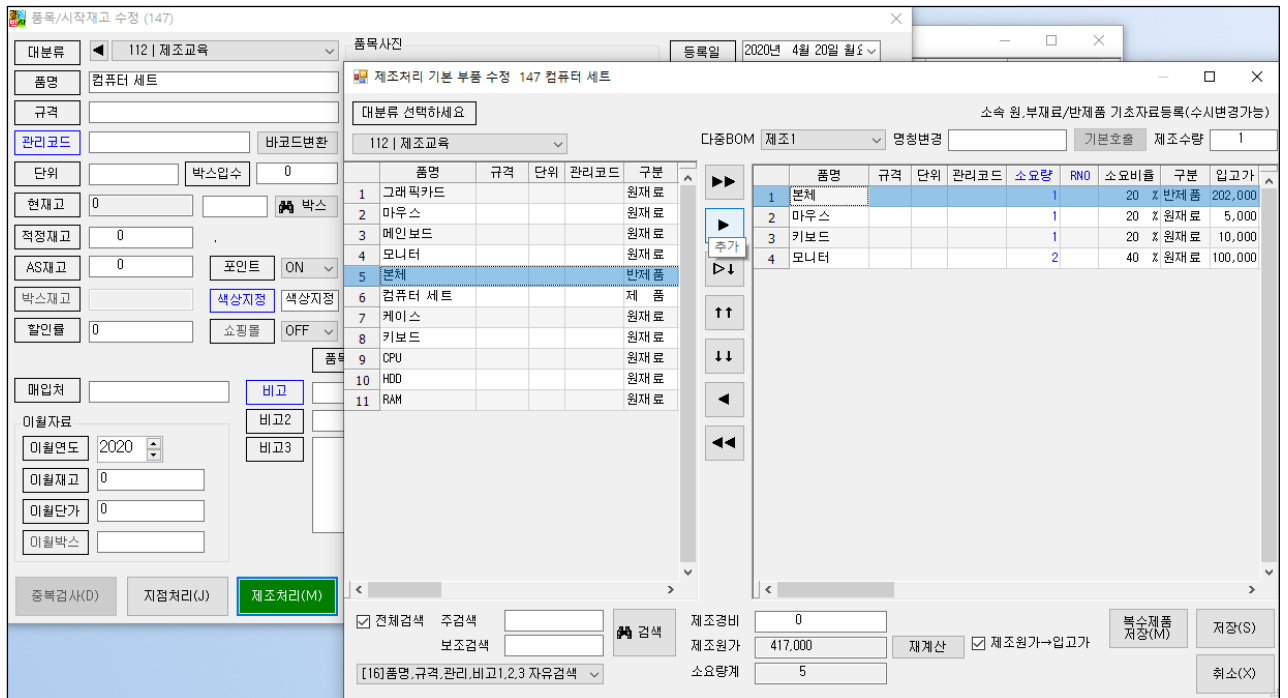 품목/시작재고 수정 (147)
대분류 ◀ 112 | 제조교육 품목사진 등록일
2020년 4월 20일 월요
품명 컴퓨터 세트
규격
관리코드 바코드변환
단위 박스입수 0
현재고 0 박스
적정재고 0 .
AS재고 0 포인트 ON
박스재고 색상지정 색상지정
할인률 0 쇼핑몰 OFF
매입처 비고
이월자료 비고2
이월연도 2020 비고3
이월재고 0
이월단가 0
이월박스
중복검사(D) 지점처리(J) 제조처리(M)
제조처리 기본 부품 수정 147 컴퓨터 세트
대분류 선택하세요 소속 원,부재료/반제품 기초자료등록(수시변경가능)
112 | 제조교육 다중BOM 제조1 명칭변경 기본호출 제조수량 1
품명 규격 단위 관리코드 구분
1 그래픽카드 원재료
2 마우스 원재료
3 메인보드 원재료
4 모니터 원재료
5 본체 반제품
6 컴퓨터 세트 제 품
7 케이스 원재료
8 키보드 원재료
9 CPU 원재료
10 HDD 원재료
11 RAM 원재료
▶▶
▶
추가
▷↓
↑↑
↓↓
◀
◀◀
품명 규격 단위 관리코드 소요량 RNO 소요비율 구분 입고가
1 본체 1 20 % 반제품 202,000
2 마우스 1 20 % 원재료 5,000
3 키보드 1 20 % 원재료 10,000
4 모니터 2 40 % 원재료 100,000
전체검색 주검색
보조검색 검색
[16]품명,규격,관리,비고1,2,3 자유검색
제조경비 0
제조원가 417,000 재계산 제조원가→입고가
소요량계 5
복수제품
저장(M)
저장(S)
취소(X)